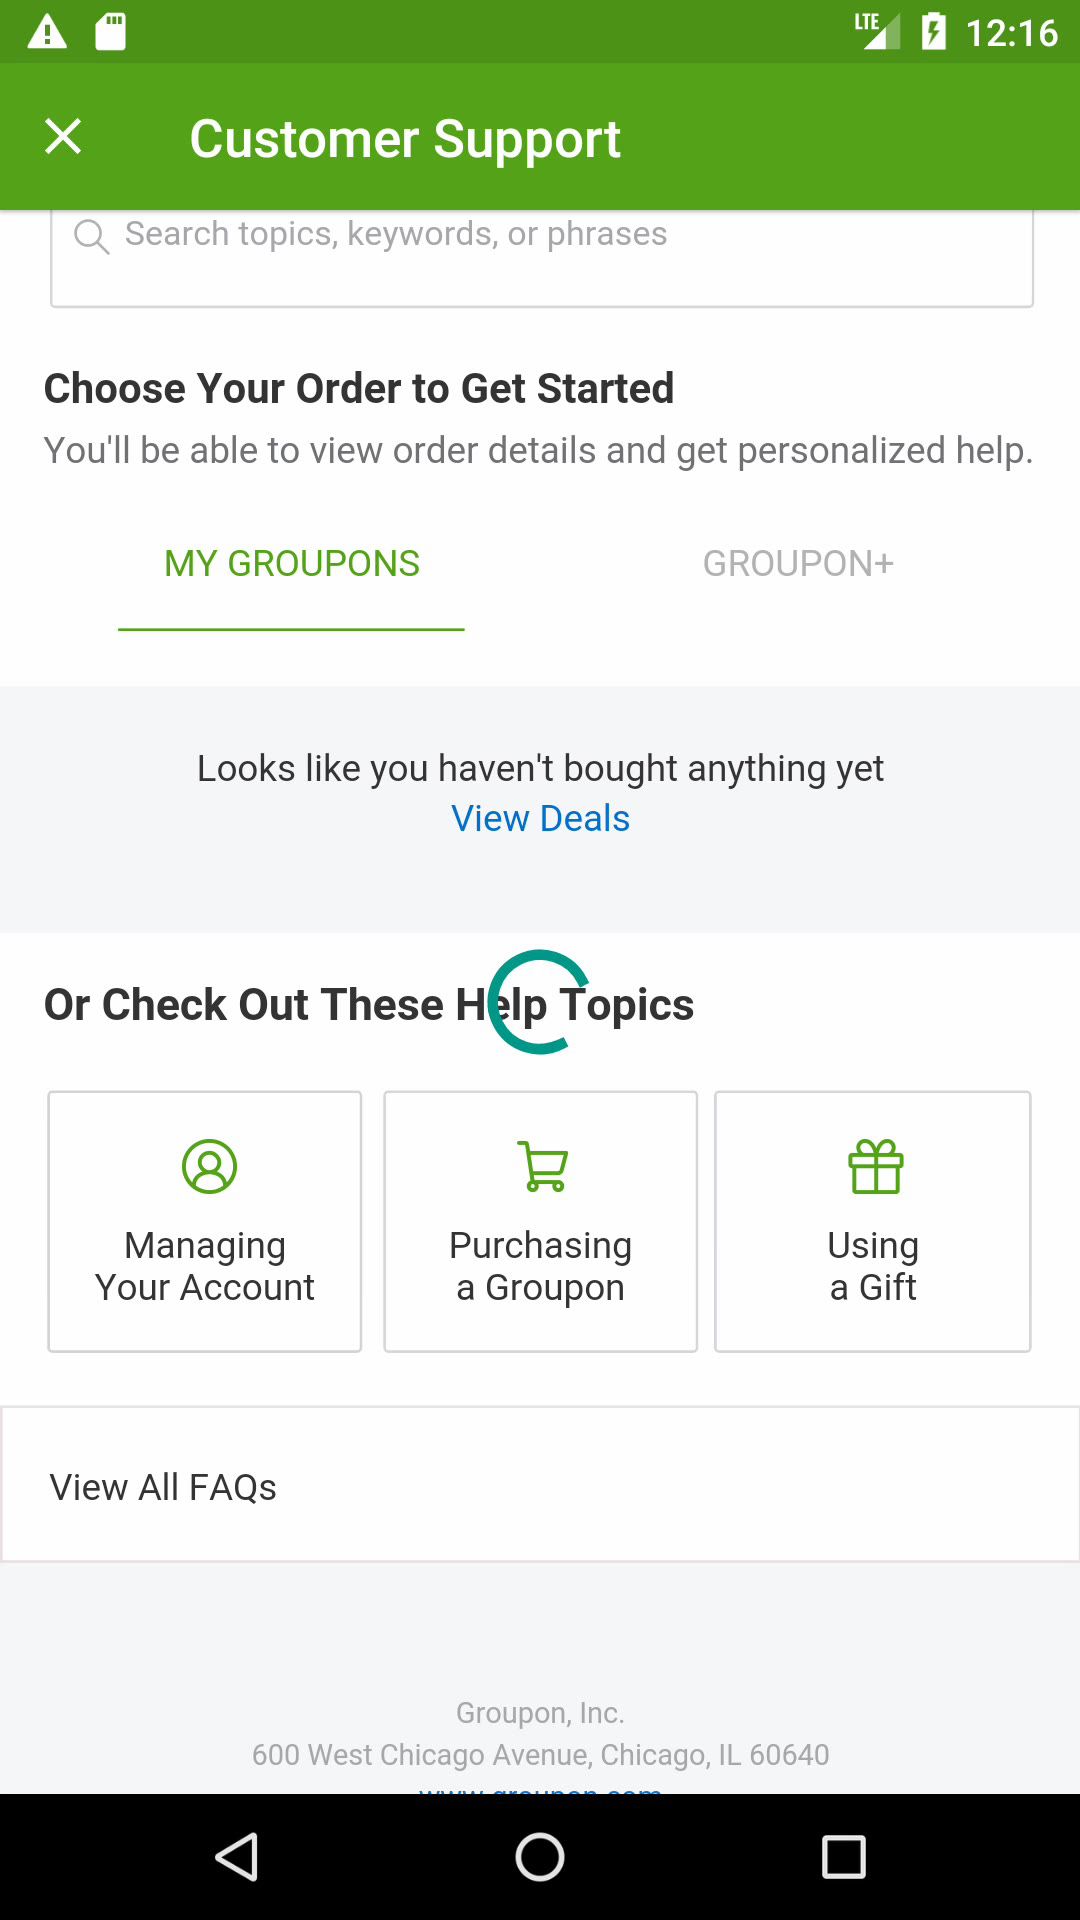 LTE 12:16
Customer Support
Search topics, keywords, or phrases
Choose Your Order to Get Started
You'll be able to view order details and get personalized help.
MY GROUPONS GROUPON+
Looks like you haven't bought anything yet
View Deals
Or Check Out These Help Topics
Managing
Your Account
Purchasing
a Groupon
Using
a Gift
View All FAQs
Groupon, Inc.
600 West Chicago Avenue, Chicago, IL 60640
www.groupon.com